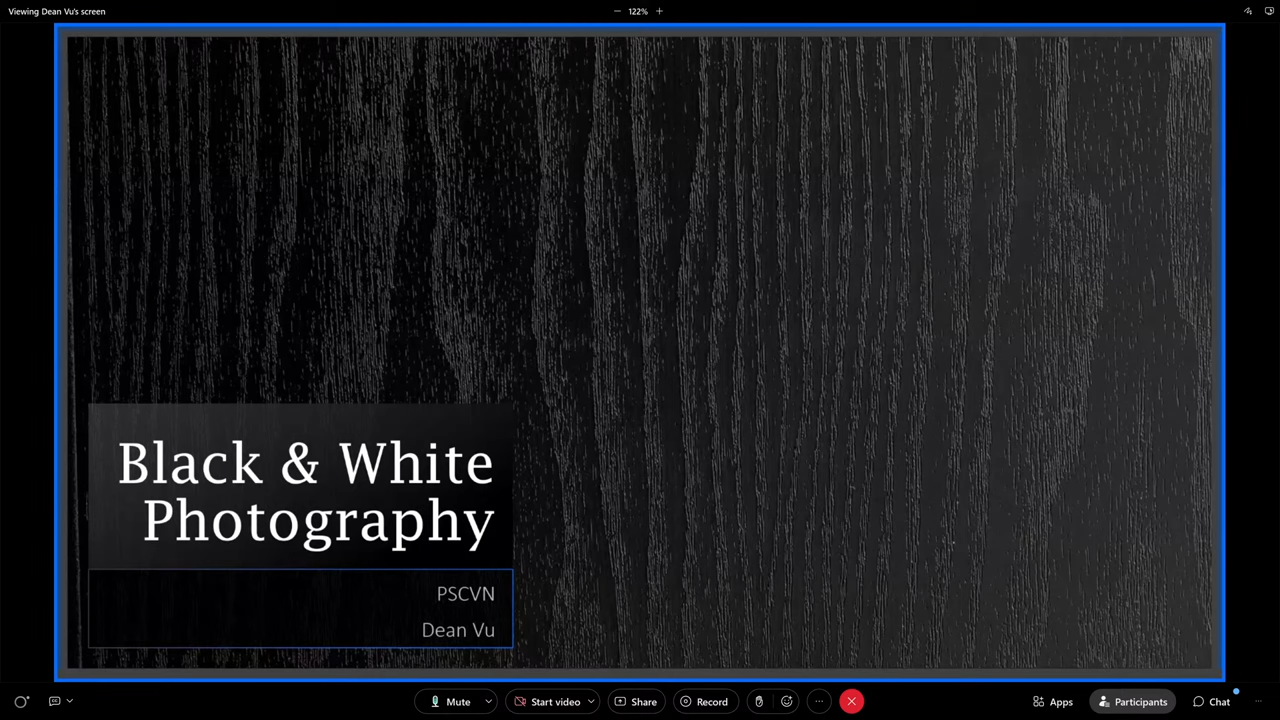 Viewing Dean Vu's screen
122%
Black & White
Photography
PSCVN
Dean Vu
Mute
Start video
Share
Record
Apps
Participants
Chat